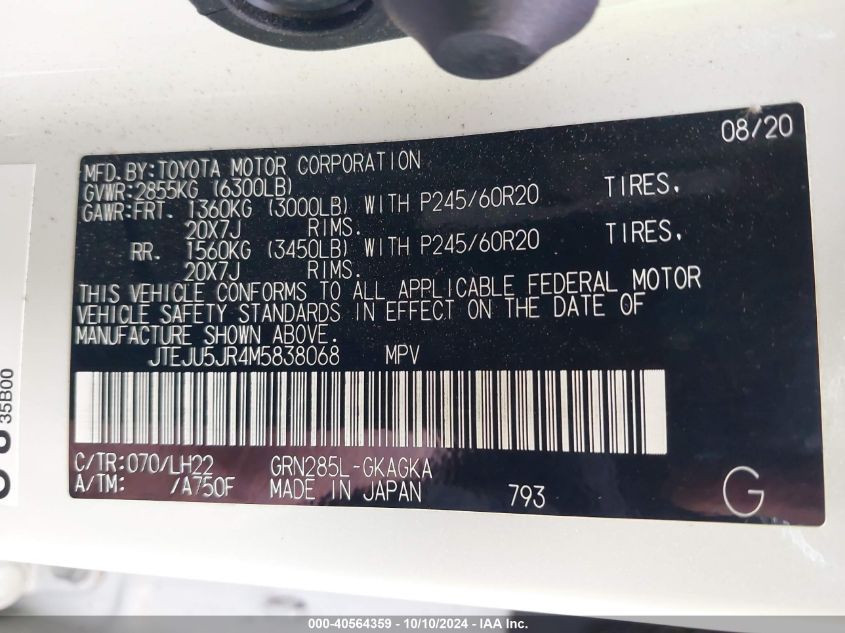 08/20
MFD.BY:TOYOTA MOTOR CORPORATION
GVWR:2855KG (6300LB)
GAWR:FRT. 1360KG (3000LB) WITH P245/60R20 TIRES,
20X7J RIMS.
RR. 1560KG (3450LB) WITH P245/60R20 TIRES,
20X7J RIMS.
THIS VEHICLE CONFORMS TO ALL APPLICABLE FEDERAL MOTOR
VEHICLE SAFETY STANDARDS IN EFFECT ON THE DATE OF
MANUFACTURE SHOWN ABOVE.
JTEJU5JR4M5838068 MPV
C/TR:070/LH22 GRN285L-GKAGKA
A/TM: /A750F MADE IN JAPAN 793 G
35B00
000-40564359 - 10/10/2024 - IAA Inc.